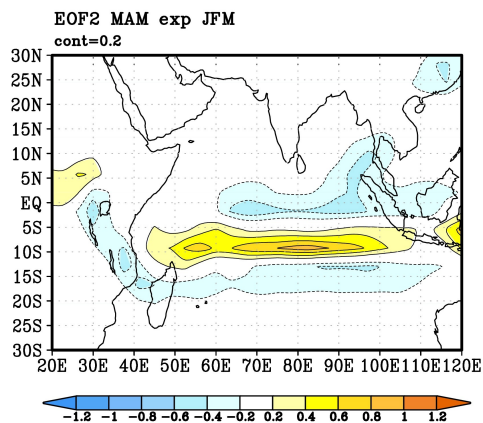 EOF2 MAM exp JFM
cont=0.2
30N
25N
20N
15N
10N
5N
EQ
5S
10S
15S
20S
25S
30S
20E 30E 40E 50E 60E 70E 80E 90E 100E 110E 120E
-1.2 -1 -0.8 -0.6 -0.4 -0.2 0.2 0.4 0.6 0.8 1 1.2